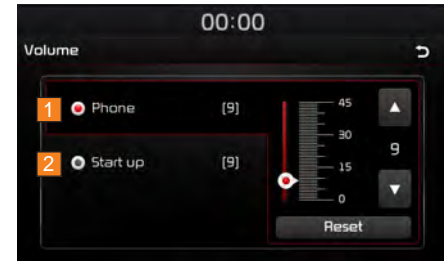 00:00
Volume
1 Phone [9]
2 Start up [9]
45
30
15
0
▲
9
▼
Reset